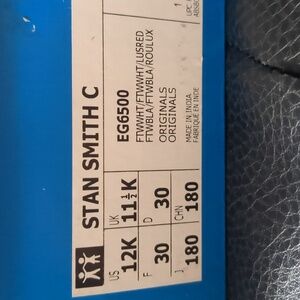 STAN SMITH C
EG6500
FTWWHT/FTWWHT/LUSRED
FTWBLA/FTWBLA/ROULUX
ORIGINALS
ORIGINALS
MADE IN INDIA
FABRIQUE EN INDE
US 12K
UK 11½K
F 30
D 30
J 180
CHN 180
1